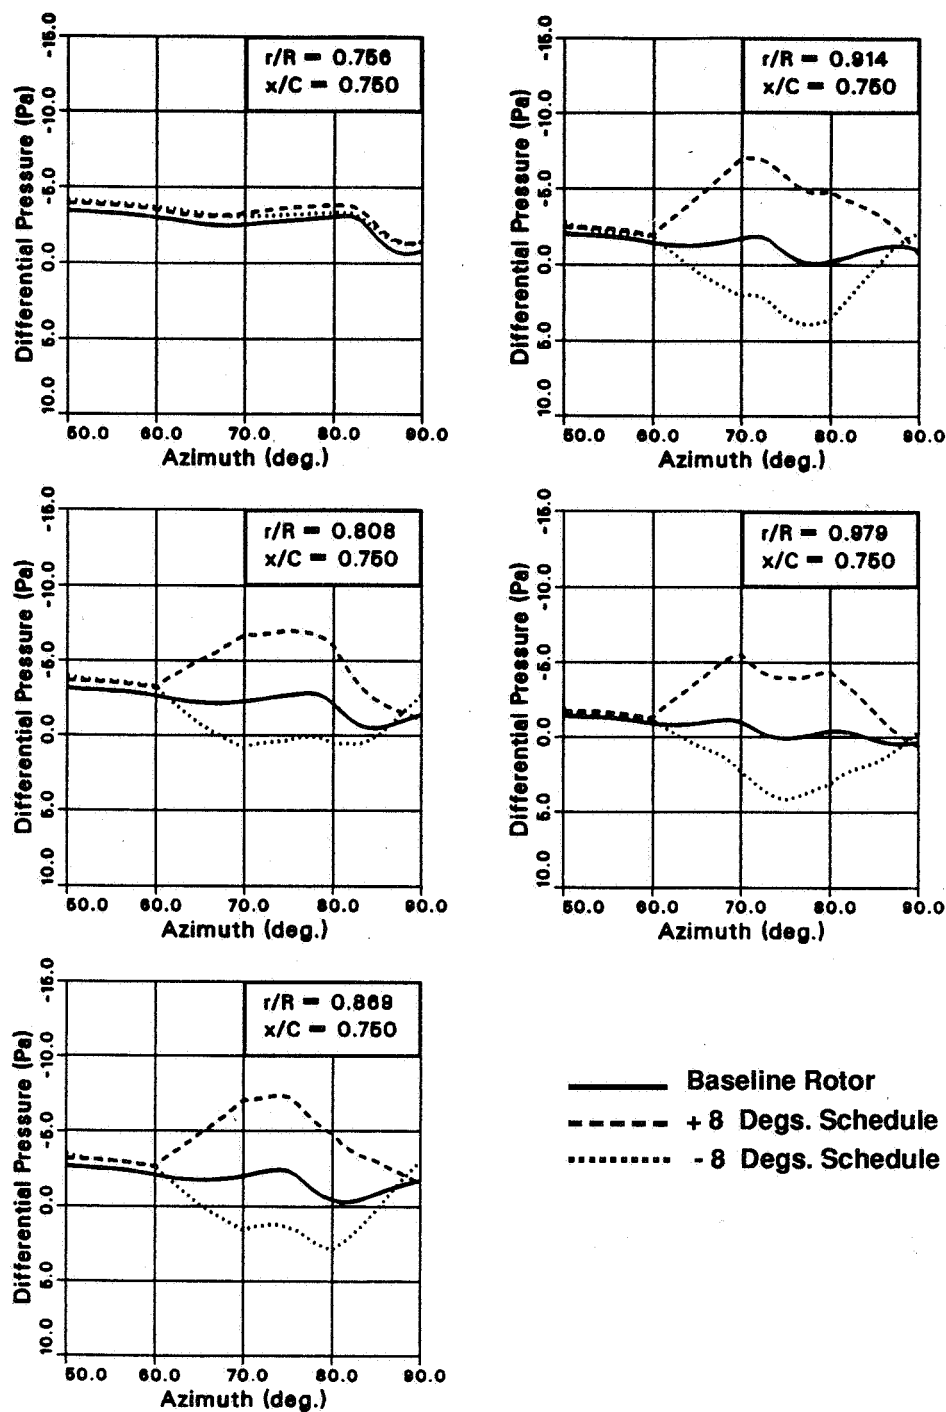 r/R = 0.756
x/C = 0.750
Differential Pressure (Pa)
-15.0
-10.0
-5.0
0.0
5.0
10.0
50.0 60.0 70.0 80.0 90.0
Azimuth (deg.)
r/R = 0.914
x/C = 0.750
Differential Pressure (Pa)
-15.0
-10.0
-5.0
0.0
5.0
10.0
50.0 60.0 70.0 80.0 90.0
Azimuth (deg.)
r/R = 0.808
x/C = 0.750
Differential Pressure (Pa)
-15.0
-10.0
-5.0
0.0
5.0
10.0
50.0 60.0 70.0 80.0 90.0
Azimuth (deg.)
r/R = 0.979
x/C = 0.750
Differential Pressure (Pa)
-15.0
-10.0
-5.0
0.0
5.0
10.0
50.0 60.0 70.0 80.0 90.0
Azimuth (deg.)
r/R = 0.869
x/C = 0.750
Differential Pressure (Pa)
-15.0
-10.0
-5.0
0.0
5.0
10.0
50.0 60.0 70.0 80.0 90.0
Azimuth (deg.)
Baseline Rotor
+ 8 Degs. Schedule
- 8 Degs. Schedule